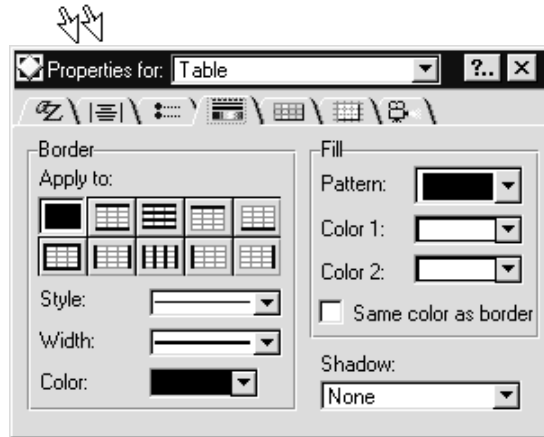 Properties for: Table ?..
Border
Apply to:
Style:
Width:
Color:
Fill
Pattern:
Color 1:
Color 2:
Same color as border
Shadow:
None